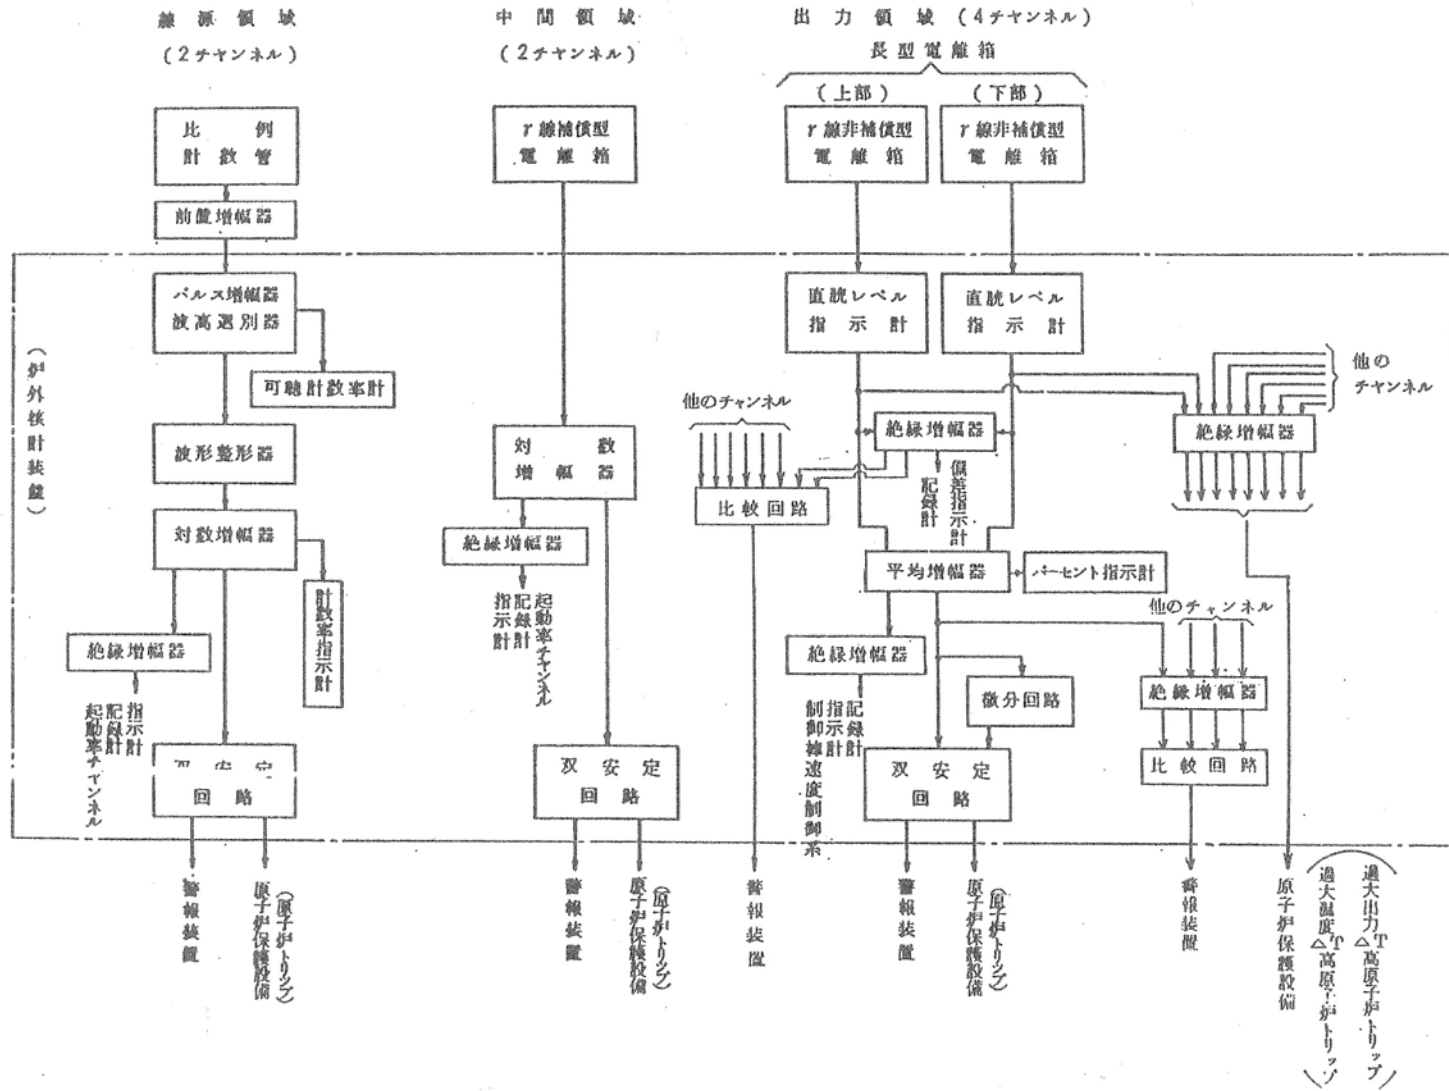 線源領域
(2チャンネル)
比例
計数管
前置増幅器
パルス増幅器
波高選別器
可聴計数率計
波形整形器
対数増幅器
計数率指示計
絶縁増幅器
指示計
記録計
起動率チャンネル
双安定
回路
警報装置
原子炉保護設備
(原子炉トリップ)
(炉外核計装置)
中間領域
(2チャンネル)
γ線補償型
電離箱
対数
増幅器
絶縁増幅器
起動率チャンネル
記録計
指示計
双安定
回路
警報装置
原子炉保護設備
(原子炉トリップ)
出力領域(4チャンネル)
長型電離箱
(上部)
(下部)
γ線非補償型
電離箱
γ線非補償型
電離箱
直流レベル
指示計
直流レベル
指示計
他の
チャンネル
他のチャンネル
絶縁増幅器
絶縁増幅器
偏差指示計
記録計
比較回路
平均増幅器
パーセント指示計
他のチャンネル
絶縁増幅器
記録計
指示計
制御棒速度制御系
微分回路
絶縁増幅器
双安定
回路
比較回路
警報装置
警報装置
原子炉保護設備
(原子炉トリップ)
警報装置
原子炉保護設備
(過大出力ΔT高原子炉トリップ
過大温度ΔT高原子炉トリップ)